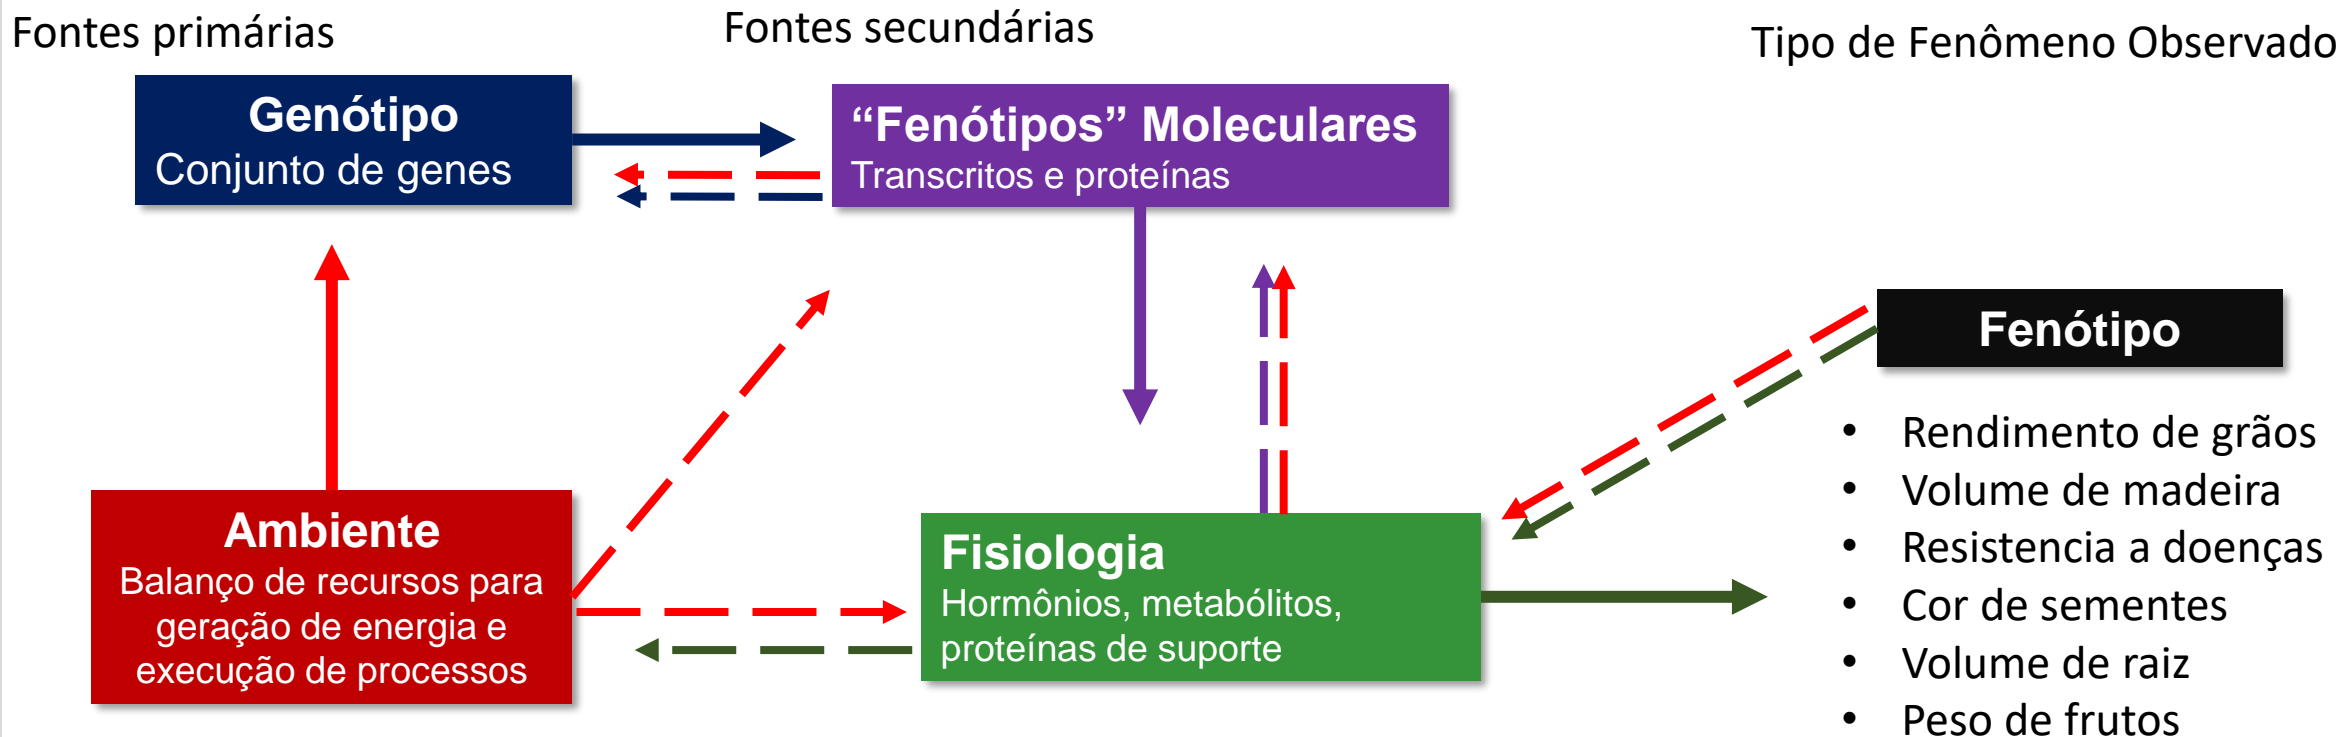 Fontes primárias
Fontes secundárias
Tipo de Fenômeno Observado
Genótipo
Conjunto de genes
“Fenótipos” Moleculares
Transcritos e proteínas
Ambiente
Balanço de recursos para
geração de energia e
execução de processos
Fisiologia
Hormônios, metabólitos,
proteínas de suporte
Fenótipo
• Rendimento de grãos
• Volume de madeira
• Resistencia a doenças
• Cor de sementes
• Volume de raiz
• Peso de frutos